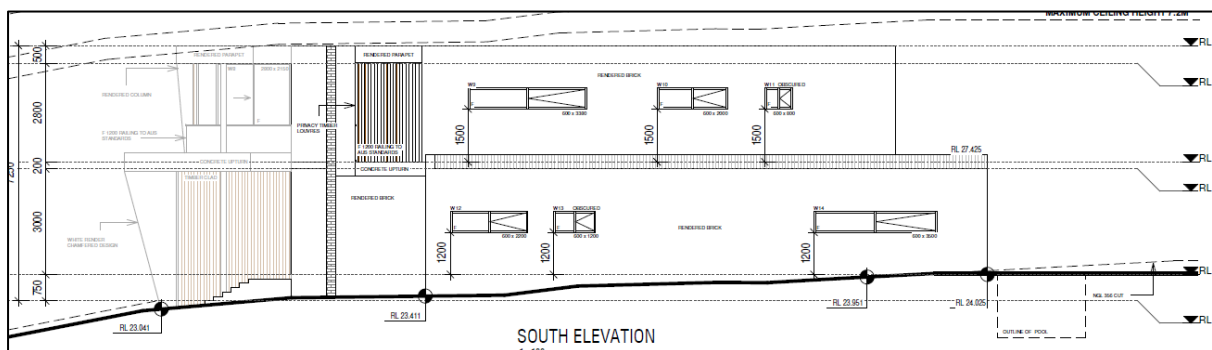 MAXIMUM CEILING HEIGHT 7.2M
RL
500
RENDERED PARAPET
RENDERED PARAPET
RENDERED BRICK
RL
W8
2600 x 2100
RENDERED COLUMN
W9
W10
W11 OBSCURED
F
F
F
600 x 3300
600 x 2000
600 x 800
2800
PRIVACY TIMBER
LOUVRES
F 1200 RAILING TO AUS
STANDARDS
F
1500
1500
1500
F 1200 RAILING TO
AUS STANDARDS
RL 27.425
RL
200
CONCRETE UPTURN
CONCRETE UPTURN
TIMBER CLAD
RL
7250
RENDERED BRICK
3000
W12
W13 OBSCURED
W14
F
F
F
RENDERED BRICK
600 x 2200
600 x 1200
600 x 3500
WHITE RENDER
CHAMFERED DESIGN
1200
1200
1200
RL
750
NGL 350 CUT
RL 23.041
RL 23.411
RL 23.951
RL 24.025
RL
OUTLINE OF POOL
SOUTH ELEVATION